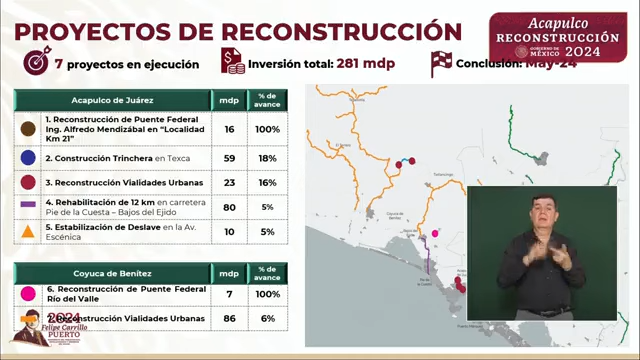 PROYECTOS DE RECONSTRUCCIÓN
Acapulco
RECONSTRUCCIÓN
GOBIERNO DE
MÉXICO 2024
7 proyectos en ejecución
Inversión total: 281 mdp
Conclusión: May-24
Acapulco de Juárez mdp % de avance
1. Reconstrucción de Puente Federal
Ing. Alfredo Mendizábal en “Localidad
Km 21” 16 100%
2. Construcción Trinchera en Texca 59 18%
3. Reconstrucción Vialidades Urbanas 23 16%
4. Rehabilitación de 12 km en carretera
Pie de la Cuesta – Bajos del Ejido 80 5%
5. Estabilización de Deslave en la Av.
Escénica 10 5%
Coyuca de Benítez mdp % de avance
6. Reconstrucción de Puente Federal
Río del Valle 7 100%
7. Reconstrucción Vialidades Urbanas 86 6%
2024
Felipe Carrillo
PUERTO